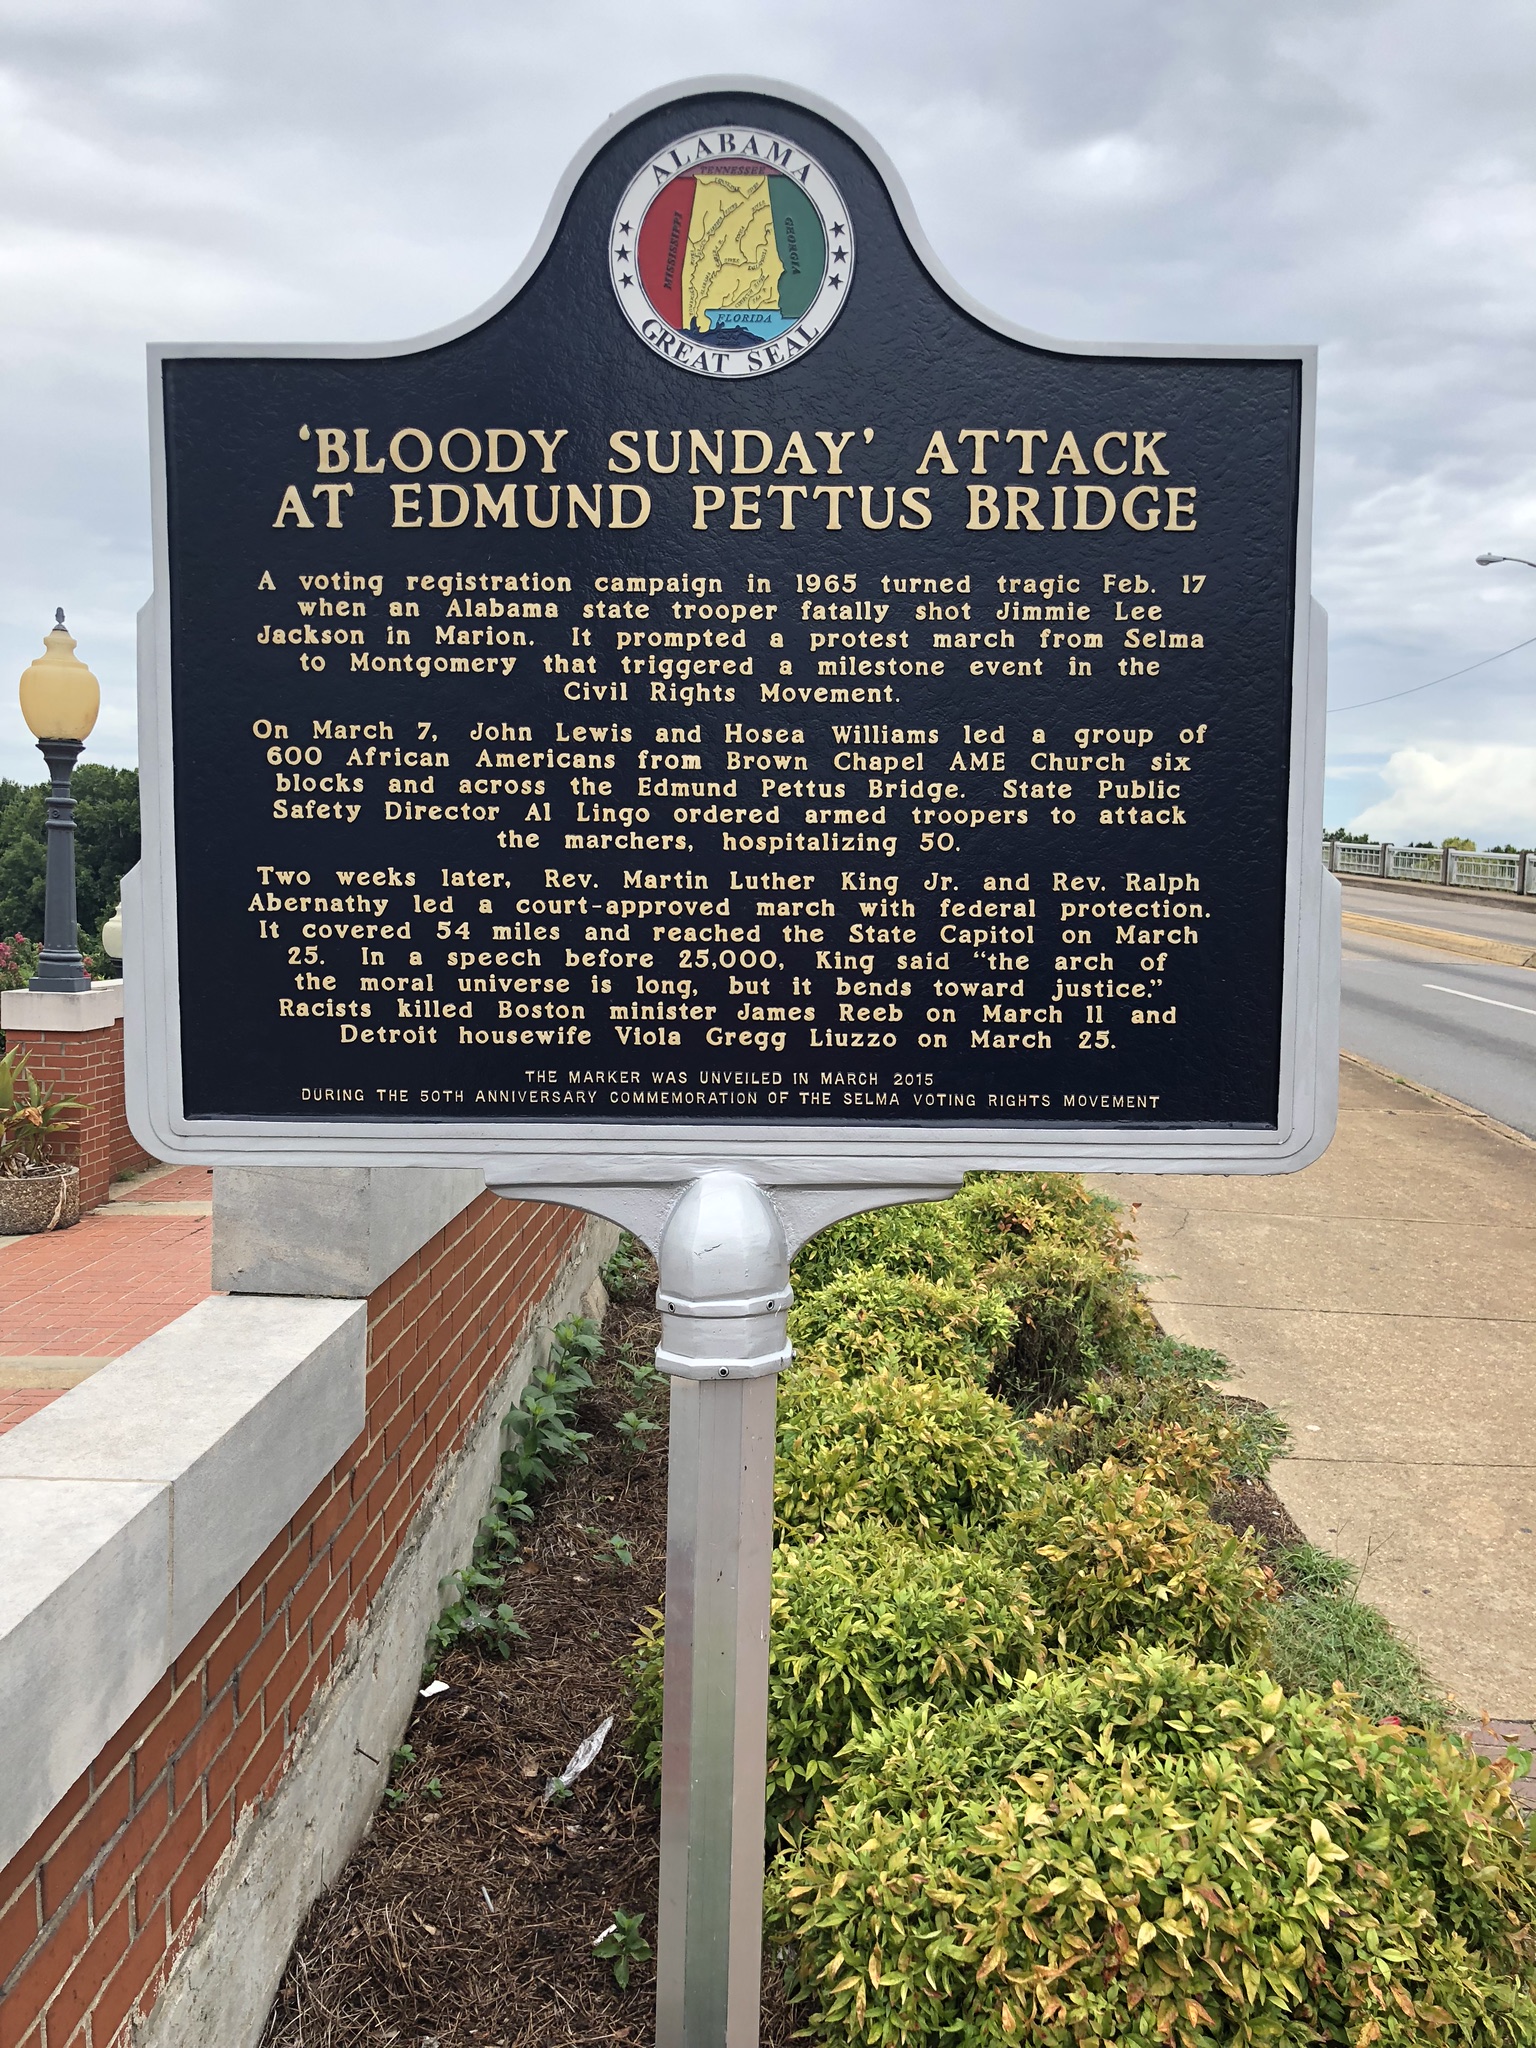 ALABAMA
TENNESSEE
MISSISSIPPI
GEORGIA
FLORIDA
GREAT SEAL
‘BLOODY SUNDAY’ ATTACK
AT EDMUND PETTUS BRIDGE
A voting registration campaign in 1965 turned tragic Feb. 17
when an Alabama state trooper fatally shot Jimmie Lee
Jackson in Marion. It prompted a protest march from Selma
to Montgomery that triggered a milestone event in the
Civil Rights Movement.
On March 7, John Lewis and Hosea Williams led a group of
600 African Americans from Brown Chapel AME Church six
blocks and across the Edmund Pettus Bridge. State Public
Safety Director Al Lingo ordered armed troopers to attack
the marchers, hospitalizing 50.
Two weeks later, Rev. Martin Luther King Jr. and Rev. Ralph
Abernathy led a court-approved march with federal protection.
It covered 54 miles and reached the State Capitol on March
25. In a speech before 25,000, King said “the arch of
the moral universe is long, but it bends toward justice.”
Racists killed Boston minister James Reeb on March 11 and
Detroit housewife Viola Gregg Liuzzo on March 25.
THE MARKER WAS UNVEILED IN MARCH 2015
DURING THE 50TH ANNIVERSARY COMMEMORATION OF THE SELMA VOTING RIGHTS MOVEMENT